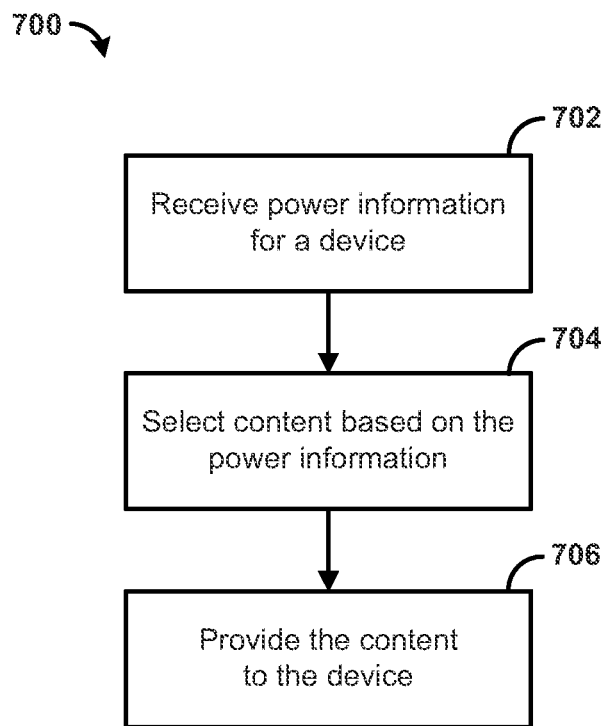 700
702
Receive power information
for a device
704
Select content based on the
power information
706
Provide the content
to the device